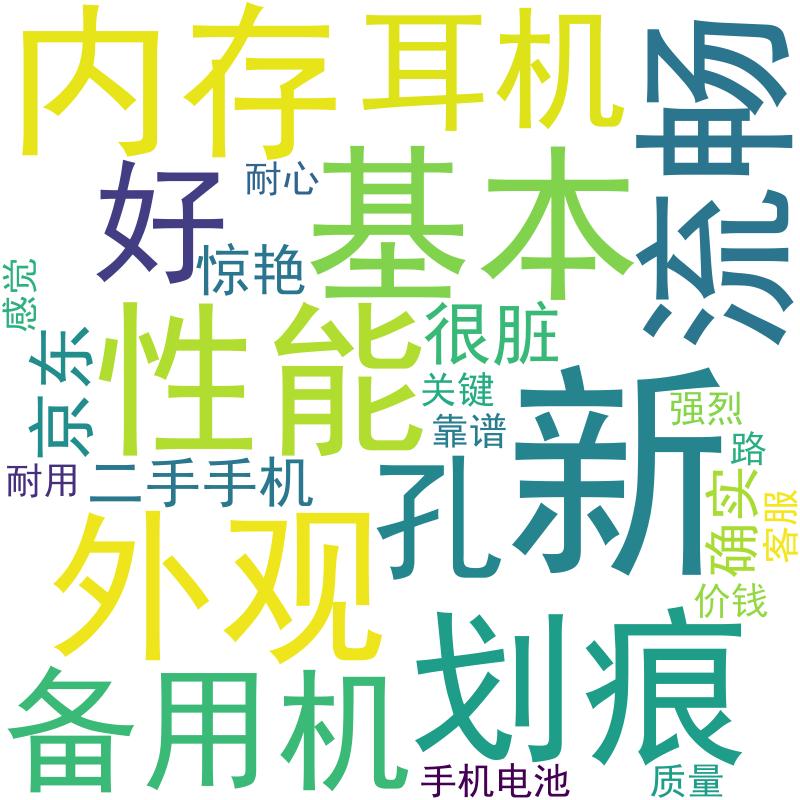 内存
耳机
流畅
好
耐心
基本
惊艳
感觉
京东
性能
很脏
关键
靠谱
新
强烈
路
耐用
二手手机
孔
确实
客服
外观
价钱
备用机
划痕
手机电池
质量